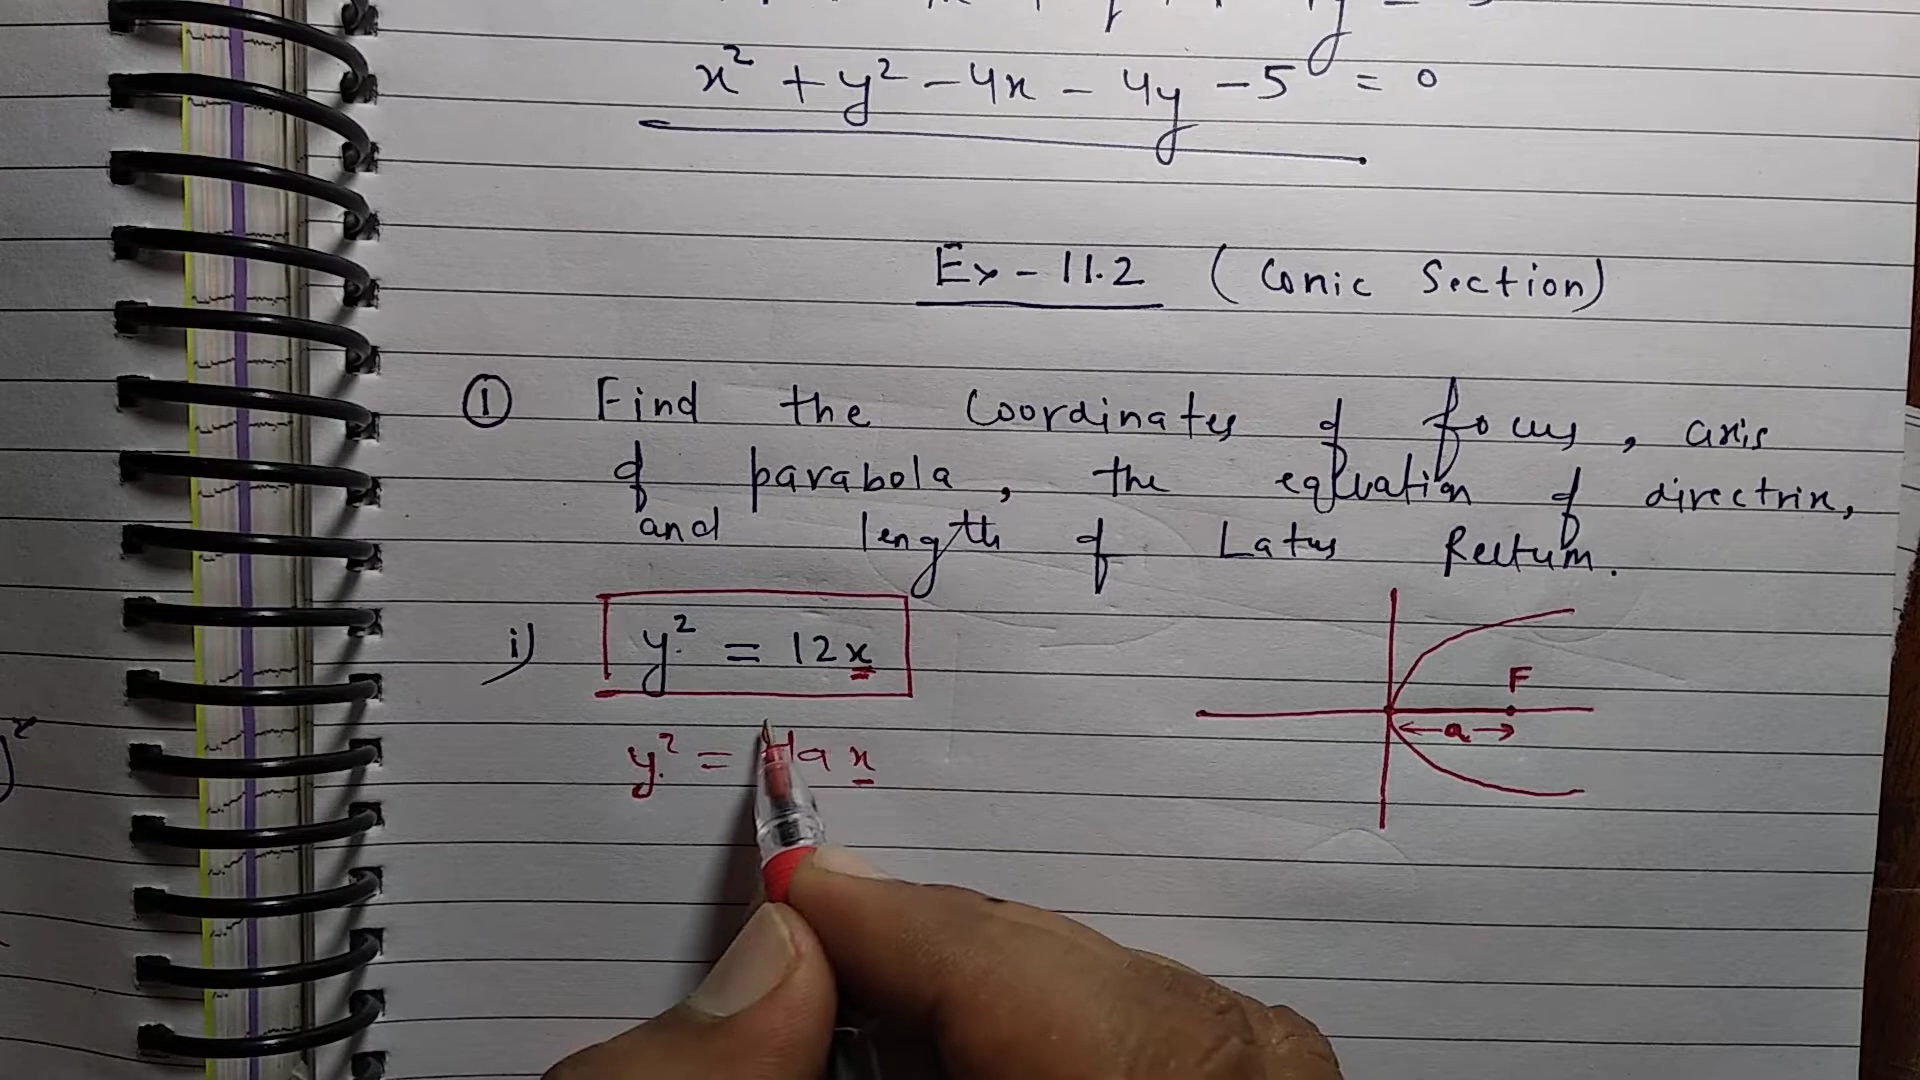 x² + y² - 4x - 4y - 5 = 0
Ex - 11.2 (Conic Section)
① Find the Coordinates of focus, axis
of parabola, the equation of directrix,
and length of Latus Rectum.
i) y² = 12x
y² = 4ax
F
a